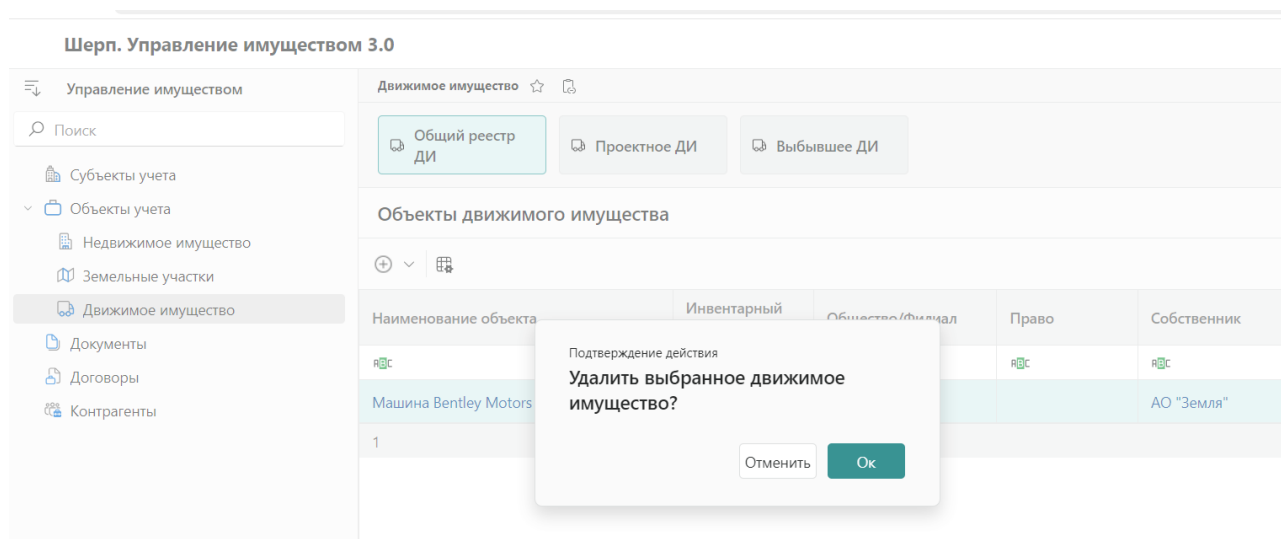 Шерп. Управление имуществом 3.0
Управление имуществом
Поиск
Субъекты учета
Объекты учета
Недвижимое имущество
Земельные участки
Движимое имущество
Документы
Договоры
Контрагенты
Движимое имущество
Общий реестр
ДИ
Проектное ДИ
Выбывшее ДИ
Объекты движимого имущества
Наименование объекта
Инвентарный
Общество/Филиал
Право
Собственник
Машина Bentley Motors
АО "Земля"
1
Подтверждение действия
Удалить выбранное движимое
имущество?
Отменить
Ок